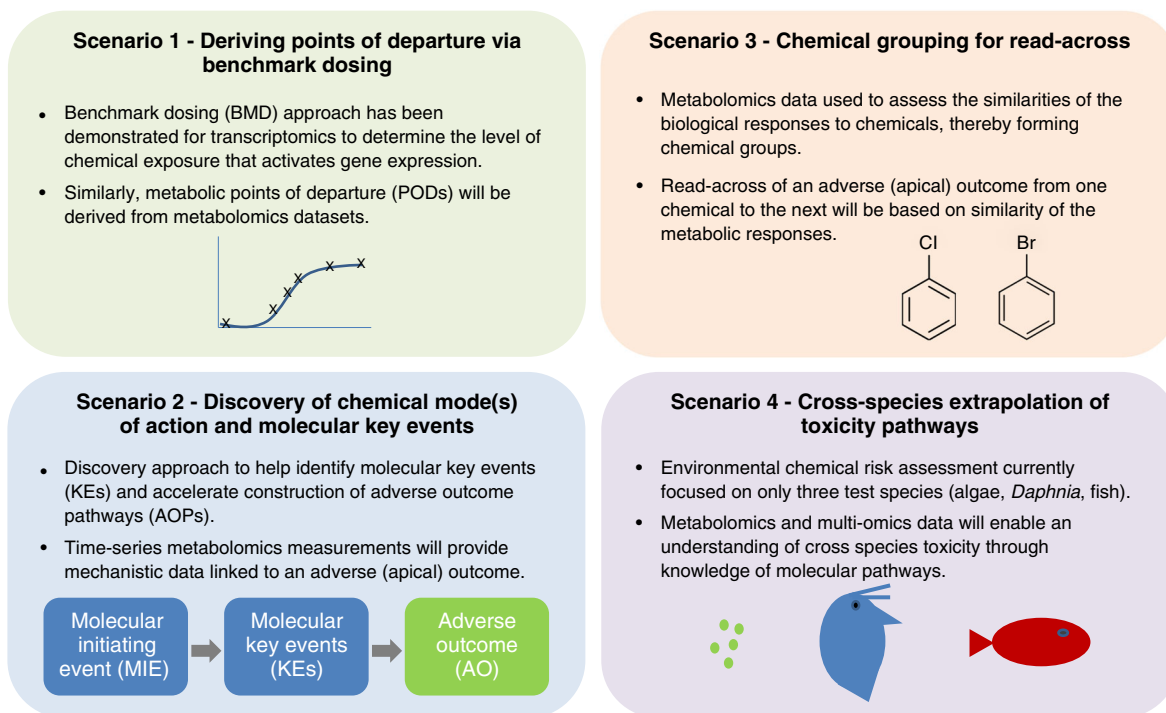 Scenario 1 - Deriving points of departure via
benchmark dosing
• Benchmark dosing (BMD) approach has been
demonstrated for transcriptomics to determine the level of
chemical exposure that activates gene expression.
• Similarly, metabolic points of departure (PODs) will be
derived from metabolomics datasets.
X X X X X X
Scenario 2 - Discovery of chemical mode(s)
of action and molecular key events
• Discovery approach to help identify molecular key events
(KEs) and accelerate construction of adverse outcome
pathways (AOPs).
• Time-series metabolomics measurements will provide
mechanistic data linked to an adverse (apical) outcome.
Molecular
initiating
event (MIE)
Molecular
key events
(KEs)
Adverse
outcome
(AO)
Scenario 3 - Chemical grouping for read-across
• Metabolomics data used to assess the similarities of the
biological responses to chemicals, thereby forming
chemical groups.
• Read-across of an adverse (apical) outcome from one
chemical to the next will be based on similarity of the
metabolic responses.
Cl
Br
Scenario 4 - Cross-species extrapolation of
toxicity pathways
• Environmental chemical risk assessment currently
focused on only three test species (algae, Daphnia, fish).
• Metabolomics and multi-omics data will enable an
understanding of cross species toxicity through
knowledge of molecular pathways.